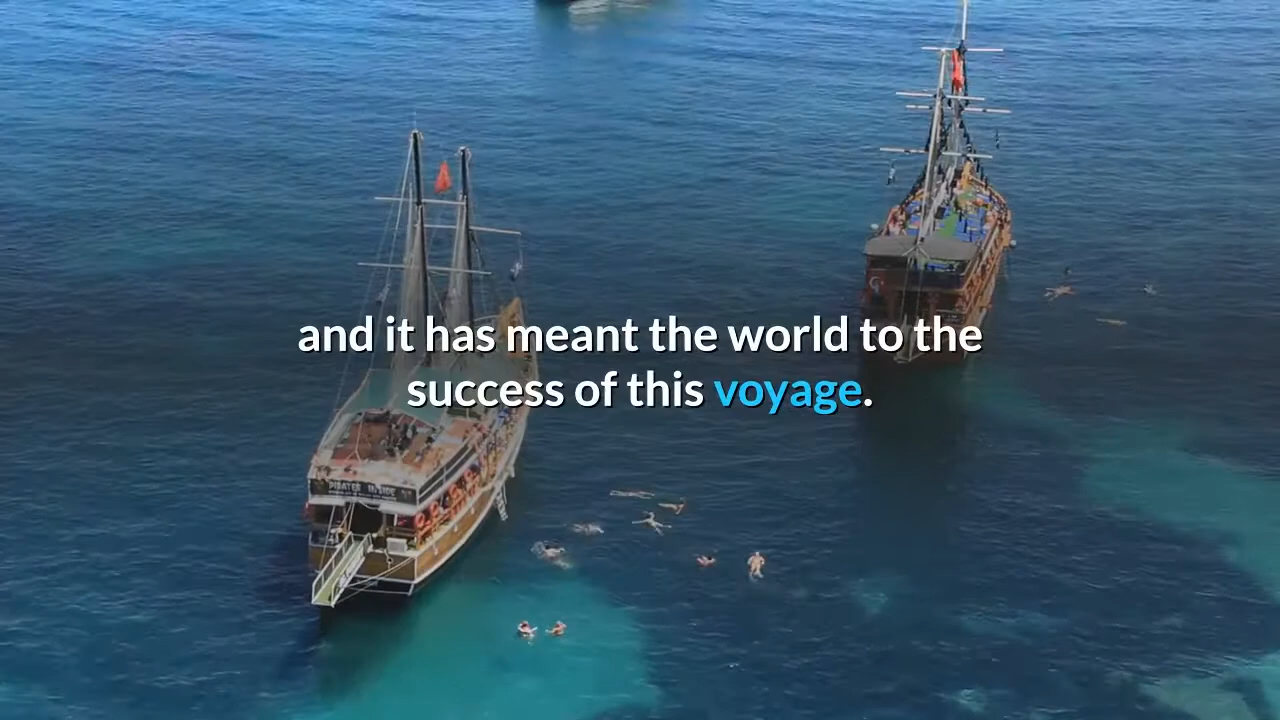 and it has meant the world to the
success of this voyage.